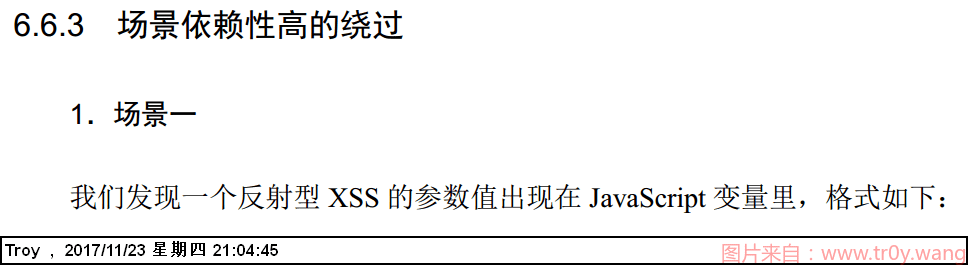 6.6.3 场景依赖性高的绕过
1．场景一
我们发现一个反射型 XSS 的参数值出现在 JavaScript 变量里，格式如下：
Troy , 2017/11/23 星期四 21:04:45 图片来自：www.tr0y.wang